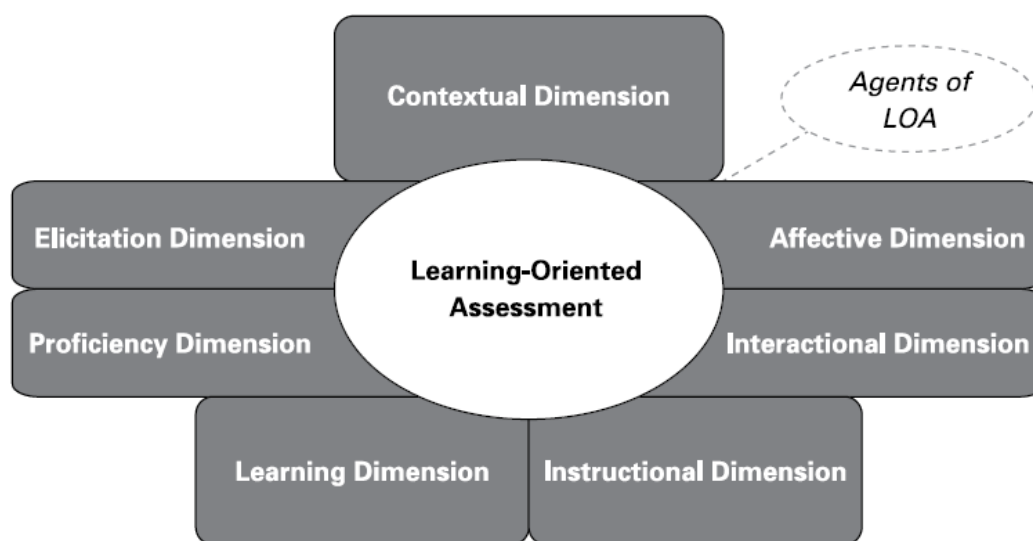 Contextual Dimension
Agents of
LOA
Elicitation Dimension
Affective Dimension
Learning-Oriented
Assessment
Proficiency Dimension
Interactional Dimension
Learning Dimension
Instructional Dimension